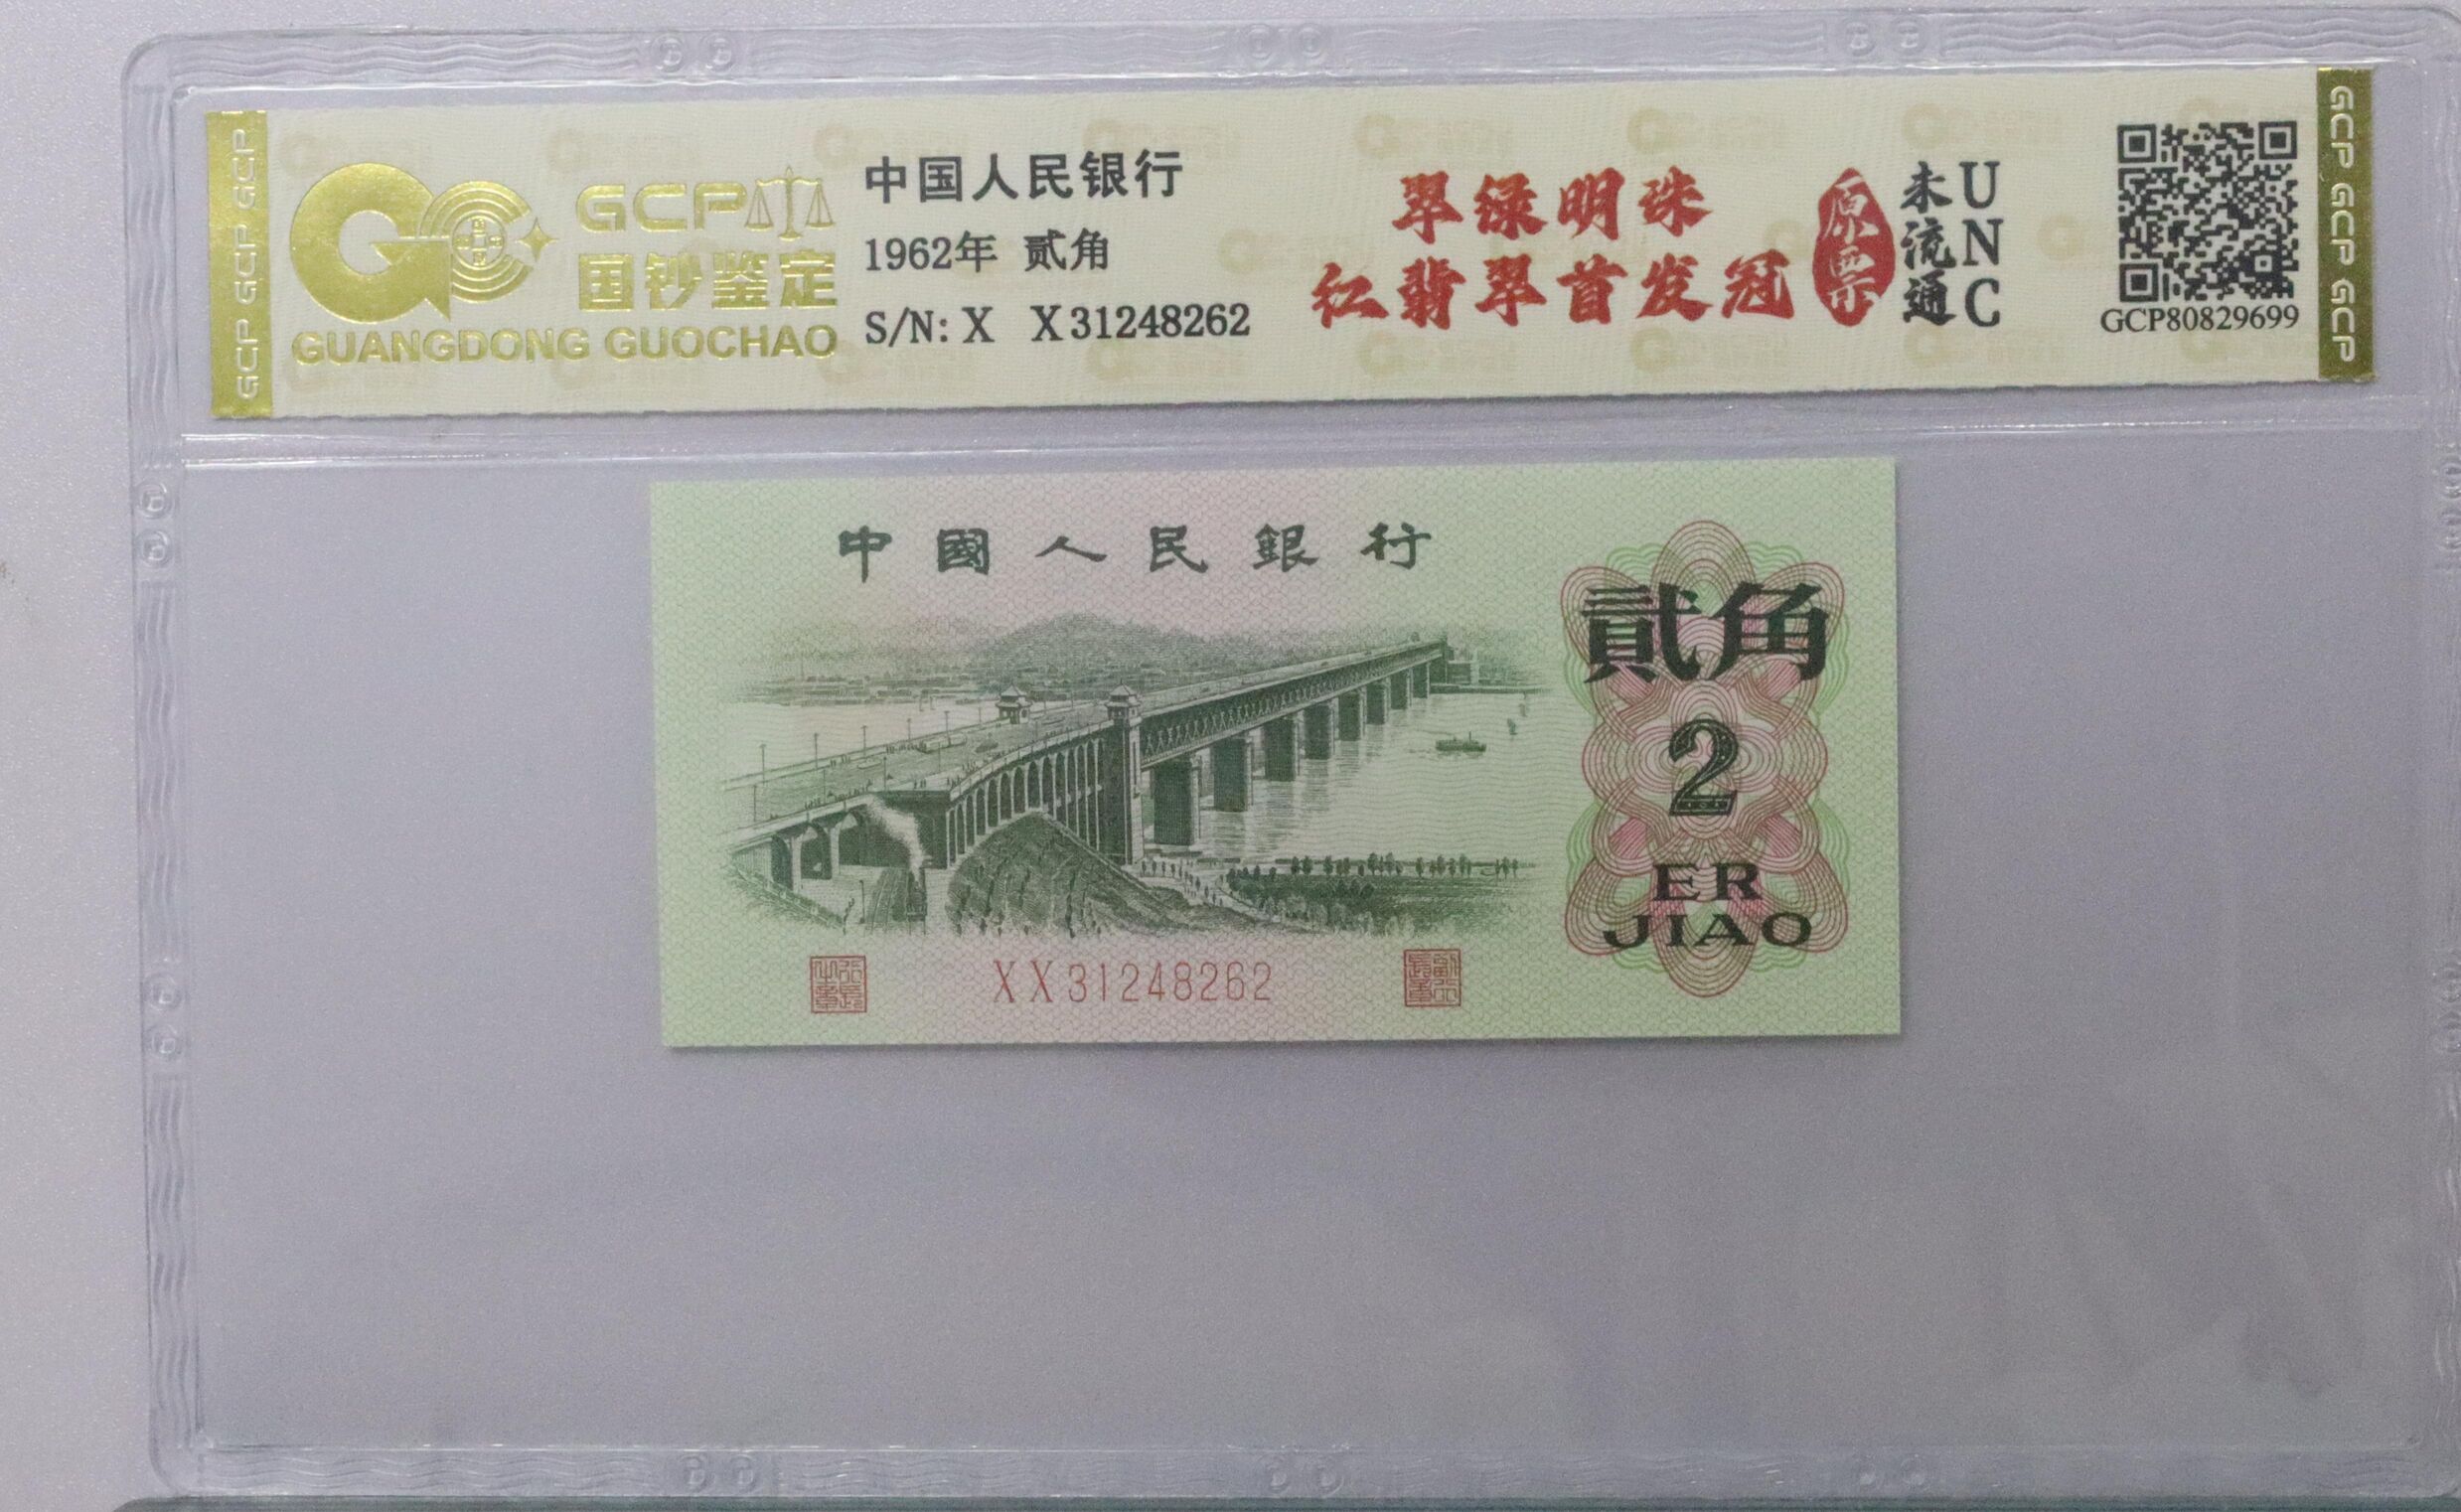 GCP GCP GCP
GCP
国钞鉴定
GUANGDONG GUOCHAO
中国人民银行
1962年 贰角
S/N: X X31248262
翠绿明珠
红翡翠首发冠
原票
未流通
UNC
GCP80829699
GCP GCP GCP
中國人民銀行
貳角
2
ER
JIAO
XX31248262